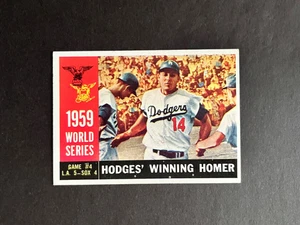 1959
WORLD
SERIES
GAME #4
L.A. 5-SOX 4
Dodgers
14
HODGES' WINNING HOMER